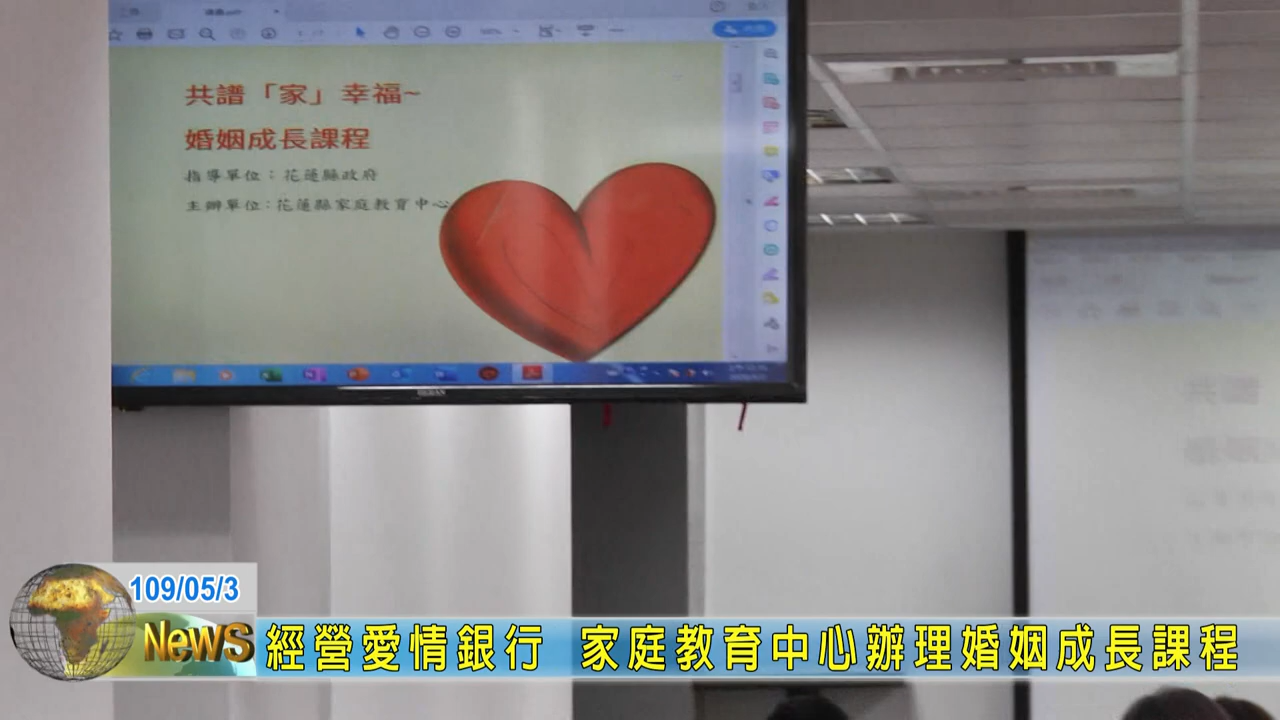 共譜「家」幸福~
婚姻成長課程
指導單位：花蓮縣政府
主辦單位:花蓮縣家庭教育中心
109/05/3
News
經營愛情銀行 家庭教育中心辦理婚姻成長課程